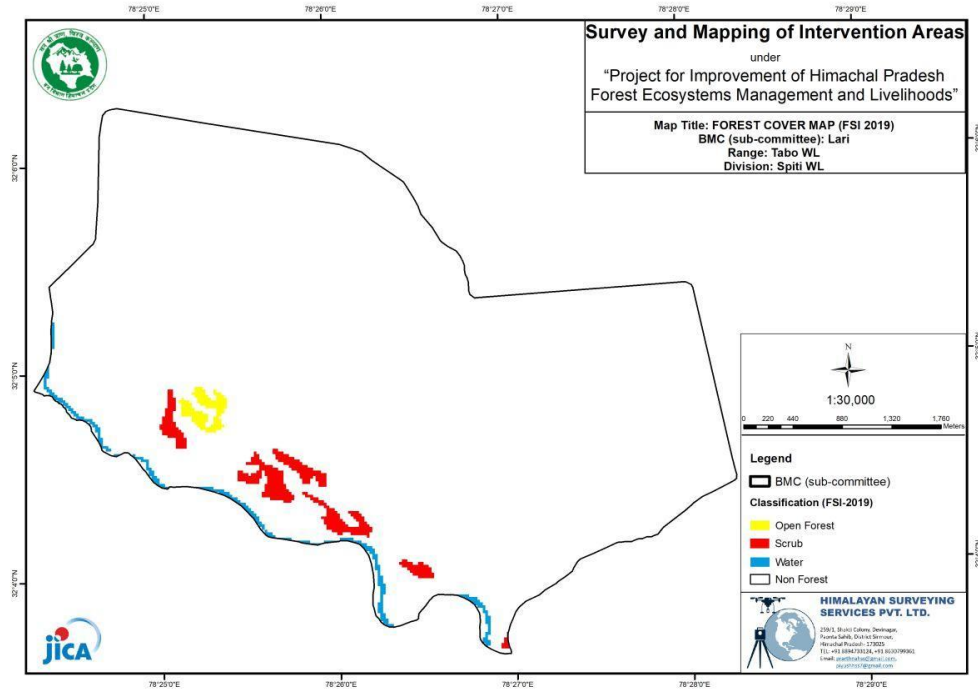 78°25'0"E
78°26'0"E
78°27'0"E
78°28'0"E
78°29'0"E
Survey and Mapping of Intervention Areas
under
“Project for Improvement of Himachal Pradesh
Forest Ecosystems Management and Livelihoods”
Map Title: FOREST COVER MAP (FSI 2019)
BMC (sub-committee): Lari
Range: Tabo WL
Division: Spiti WL
32°6'0"N
32°5'0"N
32°4'0"N
N
1:30,000
0 220 440 880 1,320 1,760
Meters
Legend
BMC (sub-committee)
Classification (FSI-2019)
Open Forest
Scrub
Water
Non Forest
HIMALAYAN SURVEYING
SERVICES PVT. LTD.
Himachal Pradesh- 173025
jica
78°25'0"E
78°26'0"E
78°27'0"E
78°28'0"E
78°29'0"E